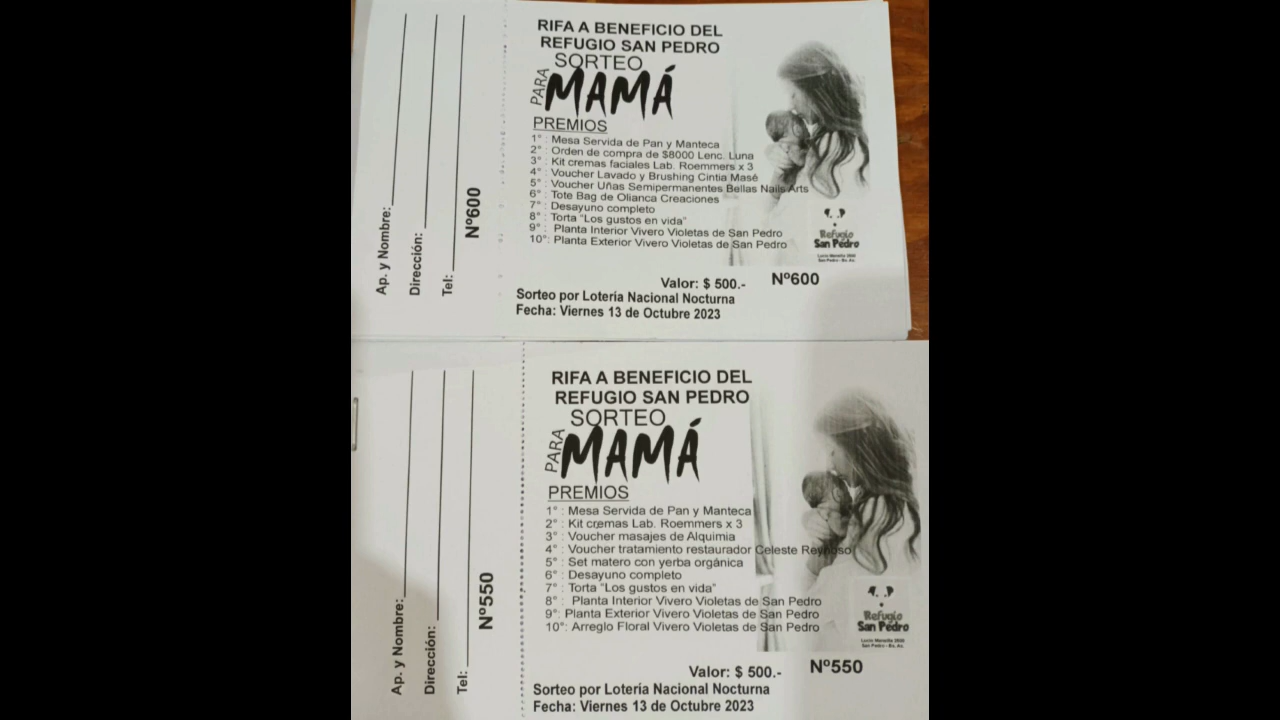 Ap. y Nombre:
Dirección:
Tel:
Nº600
RIFA A BENEFICIO DEL
REFUGIO SAN PEDRO
SORTEO
PARA
MAMÁ
PREMIOS
1° : Mesa Servida de Pan y Manteca
2° : Orden de compra de $8000 Lenc. Luna
3° : Kit cremas faciales Lab. Roemmers x 3
4° : Voucher Lavado y Brushing Cintia Masé
5° : Voucher Uñas Semipermanentes Bellas Nails Arts
6° : Tote Bag de Olianca Creaciones
7° : Desayuno completo
8° : Torta "Los gustos en vida"
9° : Planta Interior Vivero Violetas de San Pedro
10°: Planta Exterior Vivero Violetas de San Pedro
Refugio
San Pedro
San Pedro - Bs. As.
Valor: $ 500.-
Nº600
Sorteo por Lotería Nacional Nocturna
Fecha: Viernes 13 de Octubre 2023
Ap. y Nombre:
Dirección:
Tel:
Nº550
RIFA A BENEFICIO DEL
REFUGIO SAN PEDRO
SORTEO
PARA
MAMÁ
PREMIOS
1° : Mesa Servida de Pan y Manteca
2° : Kit cremas Lab. Roemmers x 3
3° : Voucher masajes de Alquimia
4° : Voucher tratamiento restaurador Celeste Reynoso
5° : Set matero con yerba orgánica
6° : Desayuno completo
7° : Torta "Los gustos en vida"
8° : Planta Interior Vivero Violetas de San Pedro
9°: Planta Exterior Vivero Violetas de San Pedro
10°: Arreglo Floral Vivero Violetas de San Pedro
Refugio
San Pedro
San Pedro - Bs. As.
Valor: $ 500.-
Nº550
Sorteo por Lotería Nacional Nocturna
Fecha: Viernes 13 de Octubre 2023